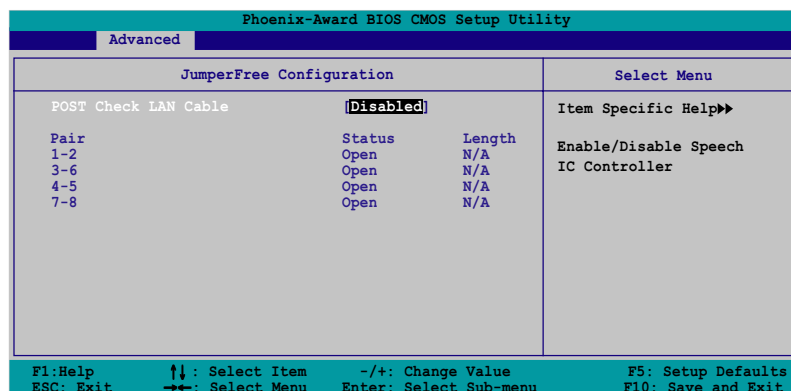 Phoenix-Award BIOS CMOS Setup Utility
Advanced
JumperFree Configuration
Select Menu
POST Check LAN Cable [Disabled]
Item Specific Help▶▶
Pair Status Length
Enable/Disable Speech
1-2 Open N/A
IC Controller
3-6 Open N/A
4-5 Open N/A
7-8 Open N/A
F1:Help ↑↓ : Select Item -/+: Change Value F5: Setup Defaults
ESC: Exit →←: Select Menu Enter: Select Sub-menu F10: Save and Exit